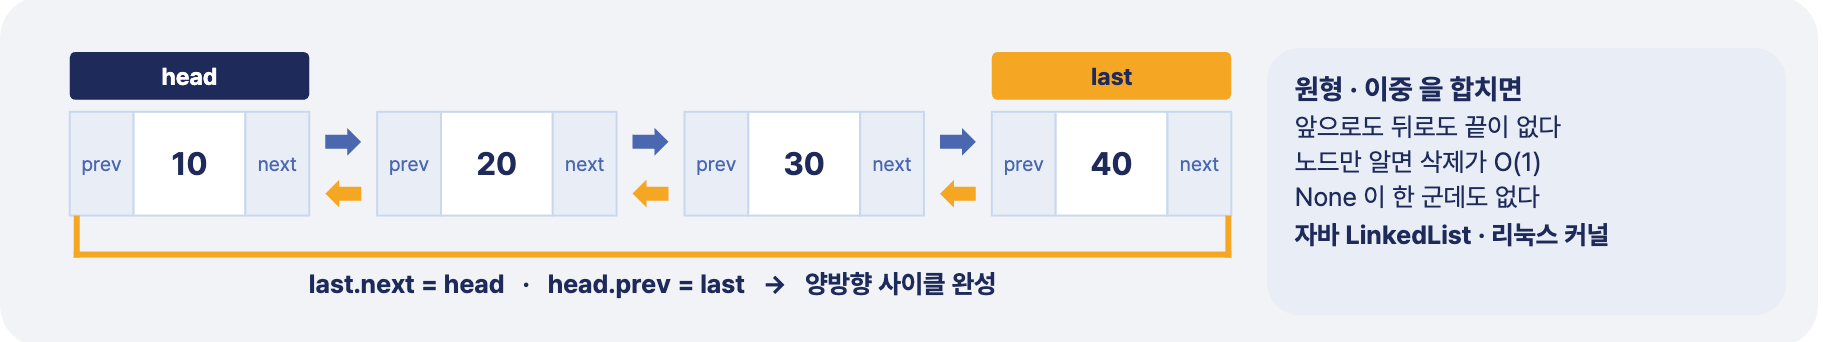 head
last
prev 10 next
prev 20 next
prev 30 next
prev 40 next
last.next = head · head.prev = last → 양방향 사이클 완성
원형 · 이중 을 합치면
앞으로도 뒤로도 끝이 없다
노드만 알면 삭제가 O(1)
None 이 한 군데도 없다
자바 LinkedList · 리눅스 커널